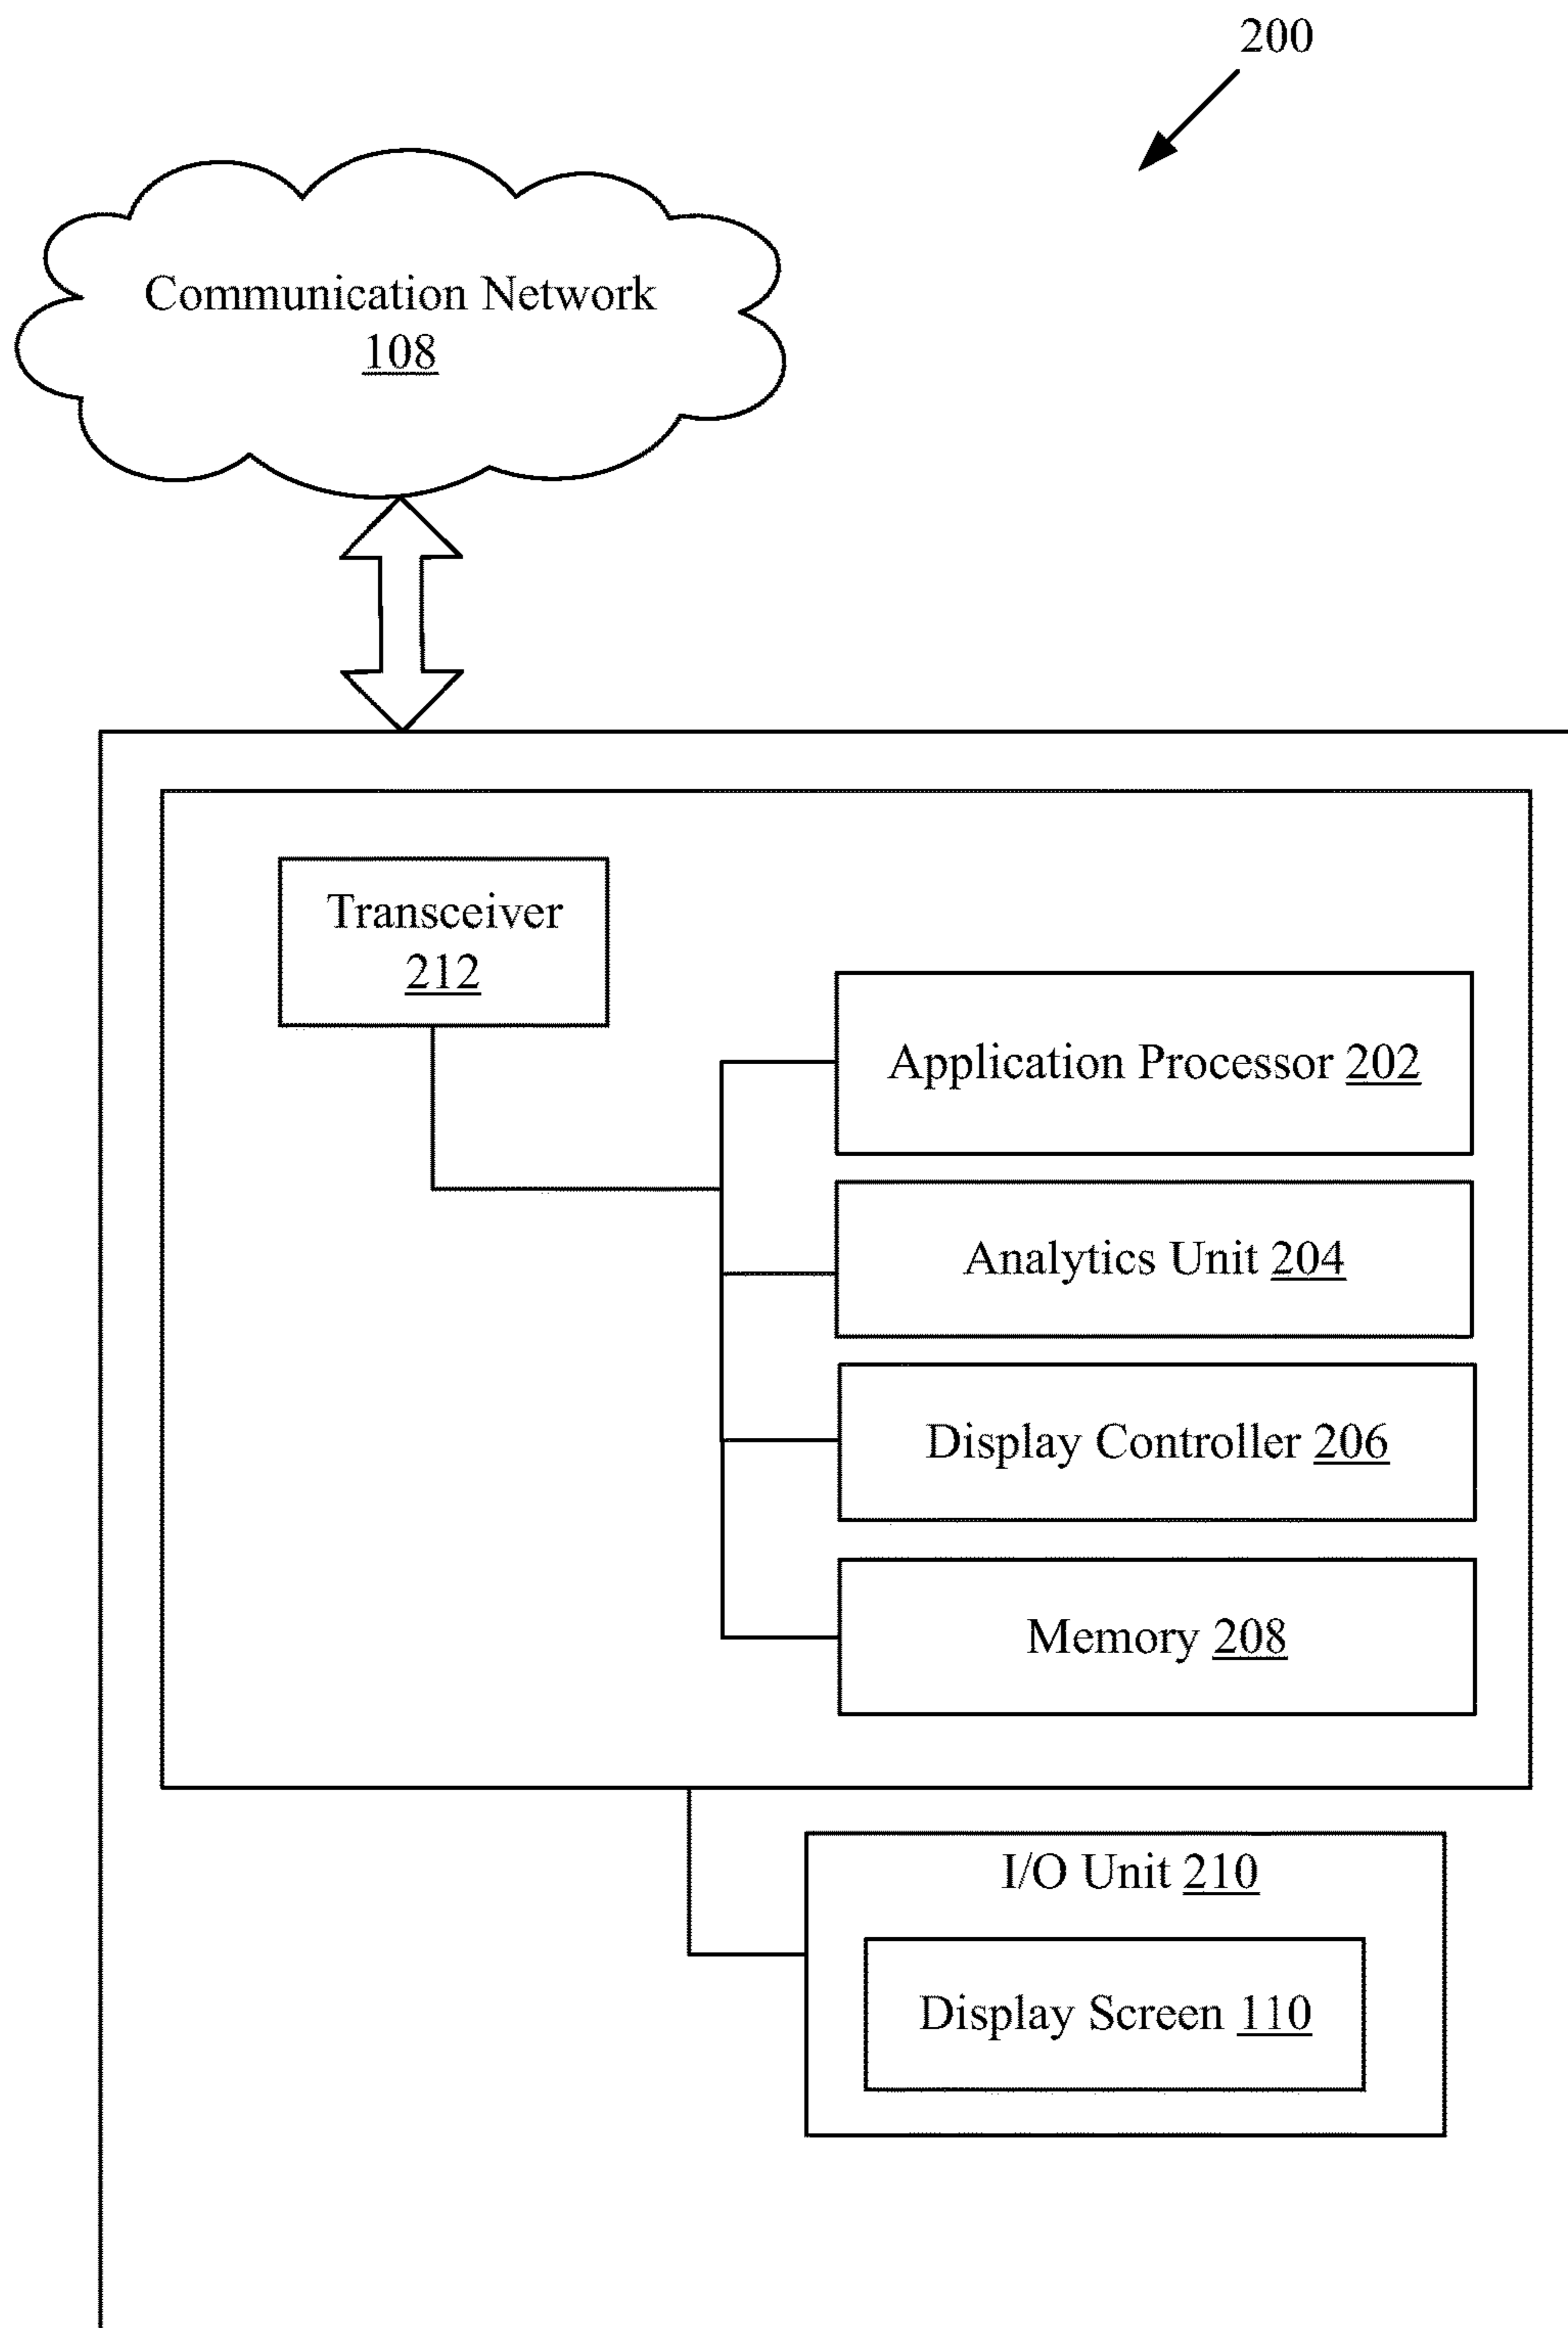 200
Communication Network
108
Transceiver
212
Application Processor 202
Analytics Unit 204
Display Controller 206
Memory 208
I/O Unit 210
Display Screen 110